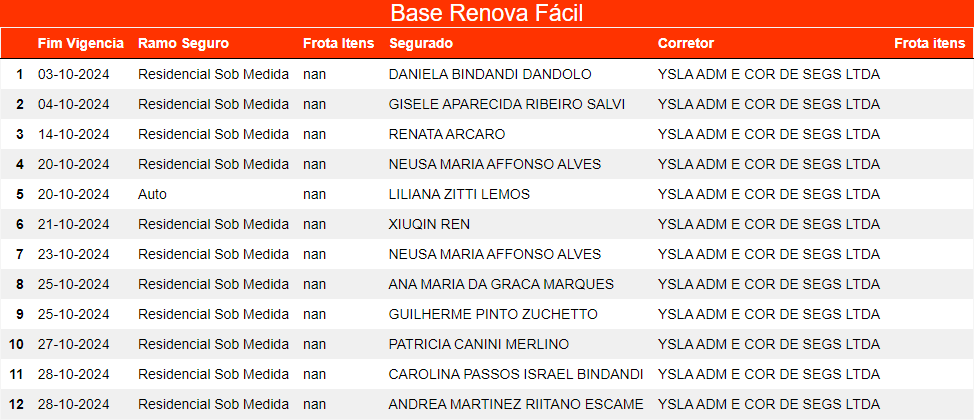 Base Renova Fácil
Fim Vigencia Ramo Seguro Frota Itens Segurado Corretor Frota itens
1 03-10-2024 Residencial Sob Medida nan DANIELA BINDANDI DANDOLO YSLA ADM E COR DE SEGS LTDA
2 04-10-2024 Residencial Sob Medida nan GISELE APARECIDA RIBEIRO SALVI YSLA ADM E COR DE SEGS LTDA
3 14-10-2024 Residencial Sob Medida nan RENATA ARCARO YSLA ADM E COR DE SEGS LTDA
4 20-10-2024 Residencial Sob Medida nan NEUSA MARIA AFFONSO ALVES YSLA ADM E COR DE SEGS LTDA
5 20-10-2024 Auto nan LILIANA ZITTI LEMOS YSLA ADM E COR DE SEGS LTDA
6 21-10-2024 Residencial Sob Medida nan XIUQIN REN YSLA ADM E COR DE SEGS LTDA
7 23-10-2024 Residencial Sob Medida nan NEUSA MARIA AFFONSO ALVES YSLA ADM E COR DE SEGS LTDA
8 25-10-2024 Residencial Sob Medida nan ANA MARIA DA GRACA MARQUES YSLA ADM E COR DE SEGS LTDA
9 25-10-2024 Residencial Sob Medida nan GUILHERME PINTO ZUCHETTO YSLA ADM E COR DE SEGS LTDA
10 27-10-2024 Residencial Sob Medida nan PATRICIA CANINI MERLINO YSLA ADM E COR DE SEGS LTDA
11 28-10-2024 Residencial Sob Medida nan CAROLINA PASSOS ISRAEL BINDANDI YSLA ADM E COR DE SEGS LTDA
12 28-10-2024 Residencial Sob Medida nan ANDREA MARTINEZ RIITANO ESCAME YSLA ADM E COR DE SEGS LTDA